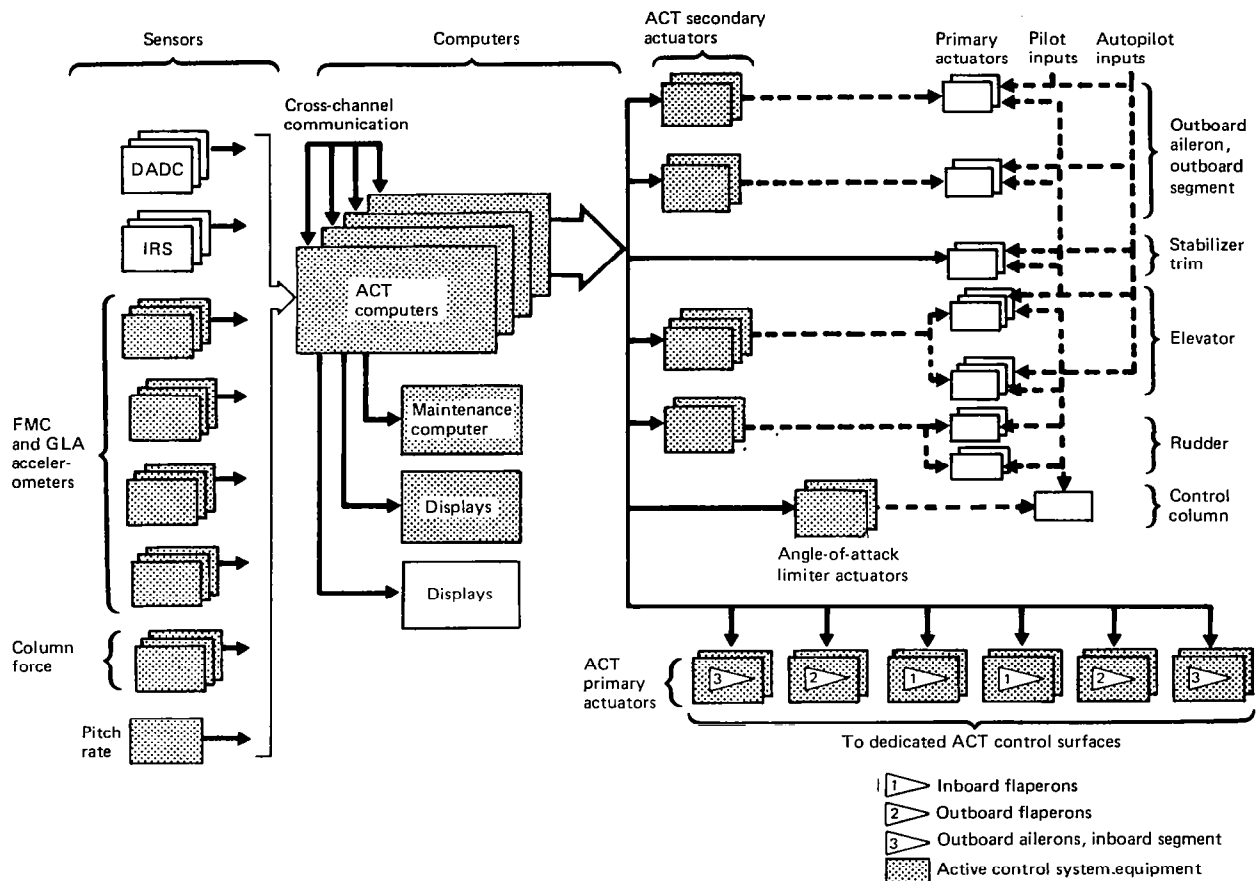 Sensors
Computers
ACT secondary
actuators
Primary
actuators
Pilot
inputs
Autopilot
inputs
Cross-channel
communication
DADC
IRS
ACT
computers
FMC
and GLA
acceler-
ometers
Column
force
Pitch
rate
Maintenance
computer
Displays
Displays
Outboard
aileron,
outboard
segment
Stabilizer
trim
Elevator
Rudder
Control
column
Angle-of-attack
limiter actuators
ACT
primary
actuators
3
2
1
1
2
3
To dedicated ACT control surfaces
1 Inboard flaperons
2 Outboard flaperons
3 Outboard ailerons, inboard segment
Active control system.equipment